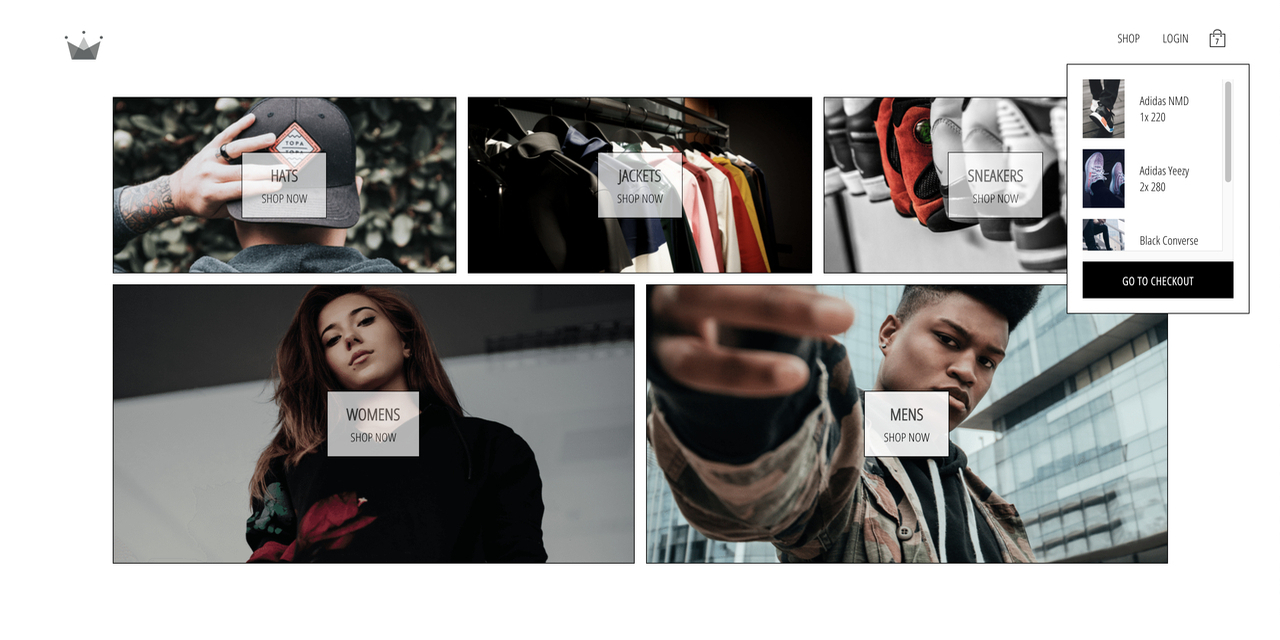 SHOP
LOGIN
7
Adidas NMD
1x 220
Adidas Yeezy
2x 280
Black Converse
GO TO CHECKOUT
TOPA
TOPA
HATS
SHOP NOW
JACKETS
SHOP NOW
SNEAKERS
SHOP NOW
WOMENS
SHOP NOW
MENS
SHOP NOW